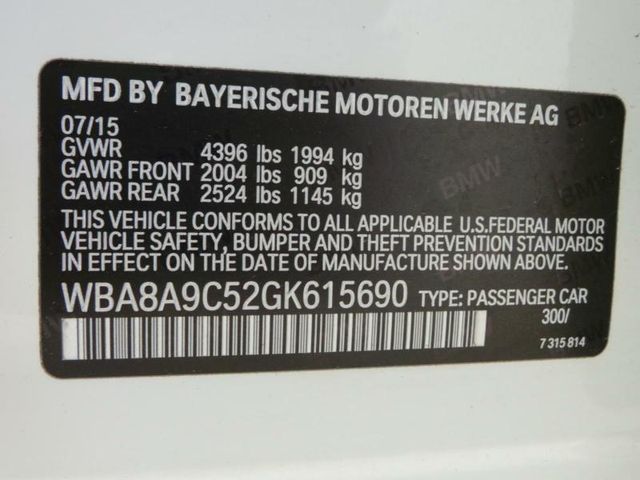 MFD BY BAYERISCHE MOTOREN WERKE AG
07/15
GVWR 4396 lbs 1994 kg
GAWR FRONT 2004 lbs 909 kg
GAWR REAR 2524 lbs 1145 kg
THIS VEHICLE CONFORMS TO ALL APPLICABLE U.S.FEDERAL MOTOR
VEHICLE SAFETY, BUMPER AND THEFT PREVENTION STANDARDS
IN EFFECT ON THE DATE OF MANUFACTURE SHOWN ABOVE.
WBA8A9C52GK615690 TYPE: PASSENGER CAR
300/
7 315 814
BMW
BMW